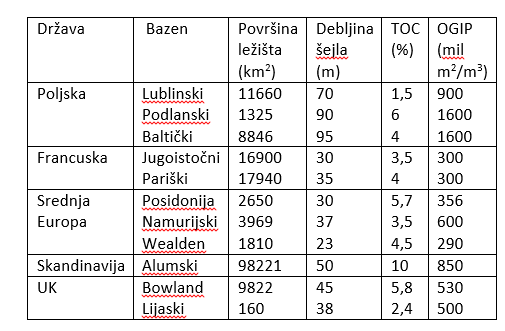 Država Bazen Površina ležišta (km²) Debljina šejla (m) TOC (%) OGIP (mil m²/m³)
Poljska Lublinski 11660 70 1,5 900
Podlanski 1325 90 6 1600
Baltički 8846 95 4 1600
Francuska Jugoistočni 16900 30 3,5 300
Pariški 17940 35 4 300
Srednja Posidonija 2650 30 5,7 356
Europa Namurijski 3969 37 3,5 600
Wealden 1810 23 4,5 290
Skandinavija Alumski 98221 50 10 850
UK Bowland 9822 45 5,8 530
Lijaski 160 38 2,4 500